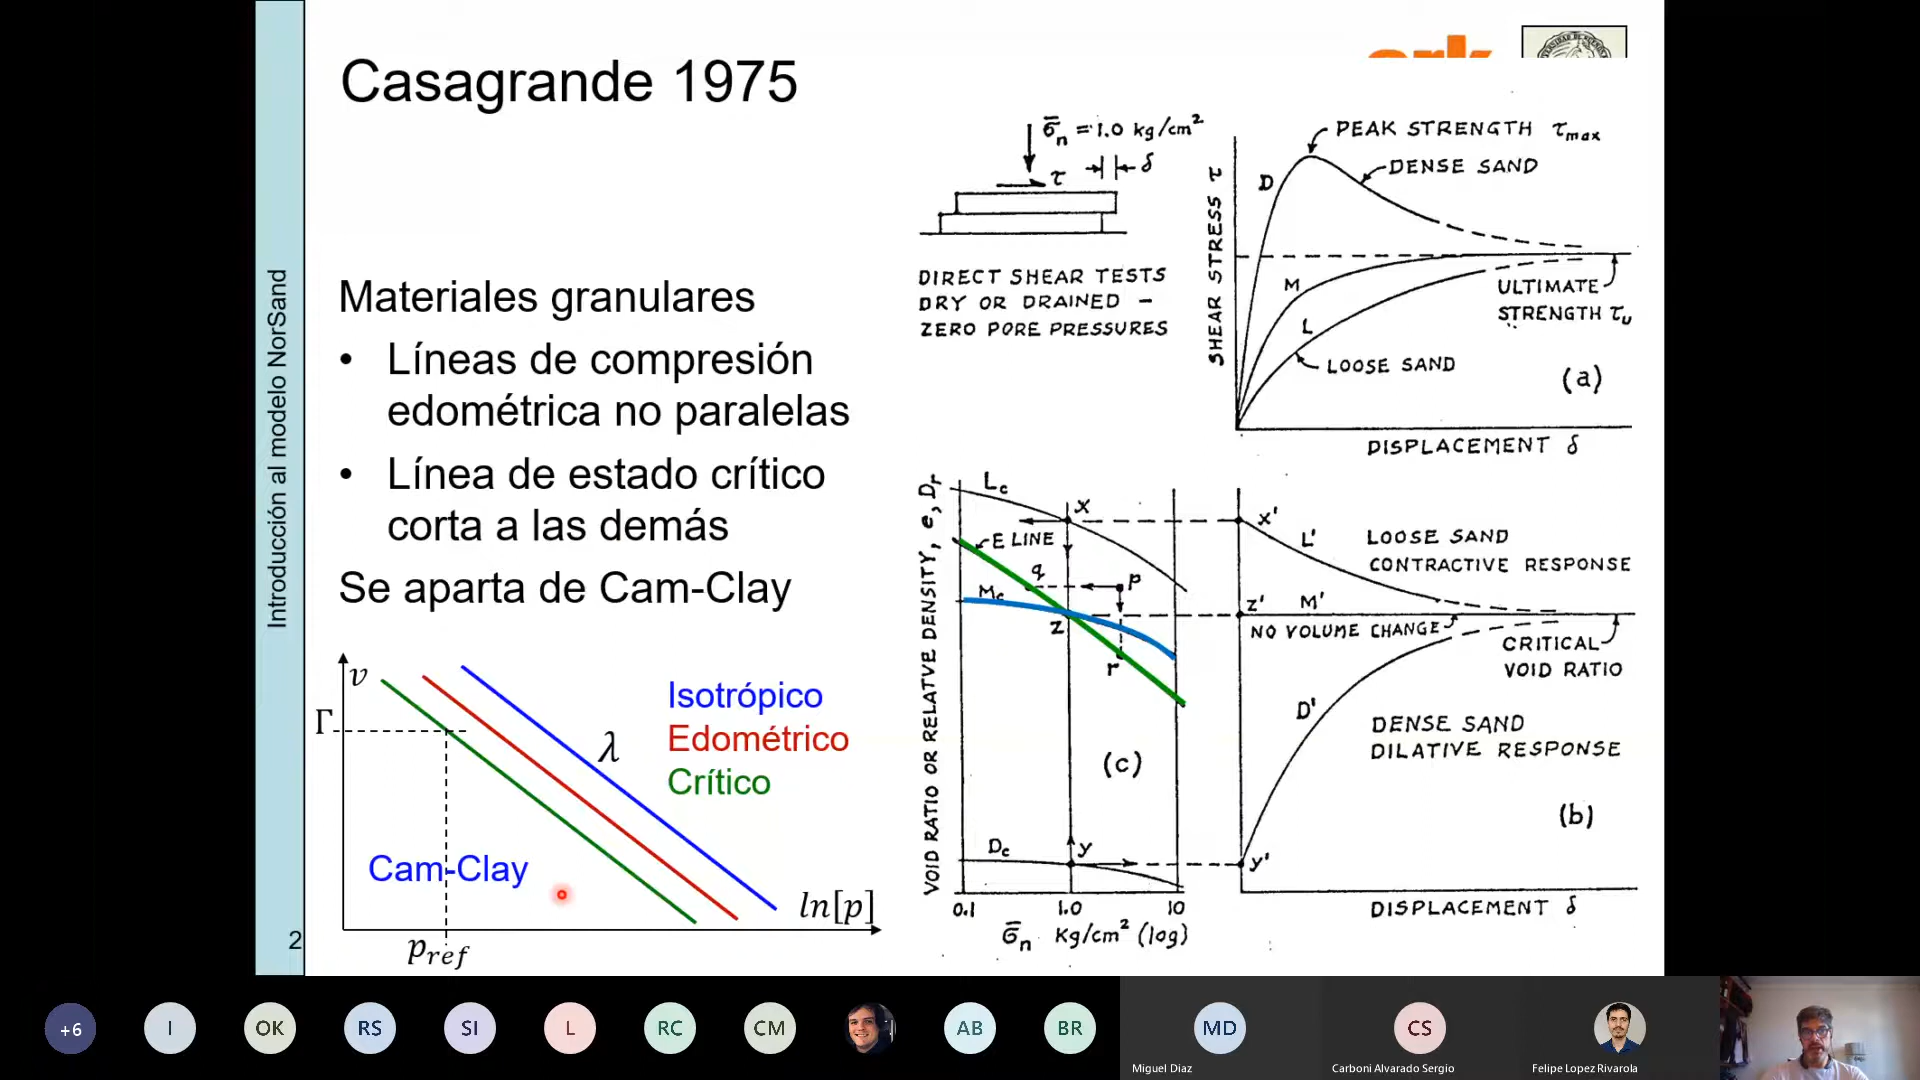 Casagrande 1975
Introducción al modelo NorSand
2
Materiales granulares
• Líneas de compresión
edométrica no paralelas
• Línea de estado crítico
corta a las demás
Se aparta de Cam-Clay
v
Γ
λ
Isotrópico
Edométrico
Crítico
Cam-Clay
ln[p]
p_ref
σ̄n = 1.0 kg/cm²
τ
δ
DIRECT SHEAR TESTS
DRY OR DRAINED –
ZERO PORE PRESSURES
SHEAR STRESS τ
PEAK STRENGTH τmax
DENSE SAND
D
M
L
ULTIMATE
STRENGTH τu
LOOSE SAND
(a)
DISPLACEMENT δ
VOID RATIO OR RELATIVE DENSITY, e, Dr
Lc
x
E LINE
q
p
Mc
z
r
(c)
Dc
y
0.1
1.0
10
σ̄n Kg/cm² (log)
x'
L'
LOOSE SAND
CONTRACTIVE RESPONSE
z'
M'
NO VOLUME CHANGE
CRITICAL
VOID RATIO
D'
DENSE SAND
DILATIVE RESPONSE
(b)
y'
DISPLACEMENT δ
+6
I
OK
RS
SI
L
RC
CM
AB
BR
MD
Miguel Diaz
CS
Carboni Alvarado Sergio
Felipe Lopez Rivarola